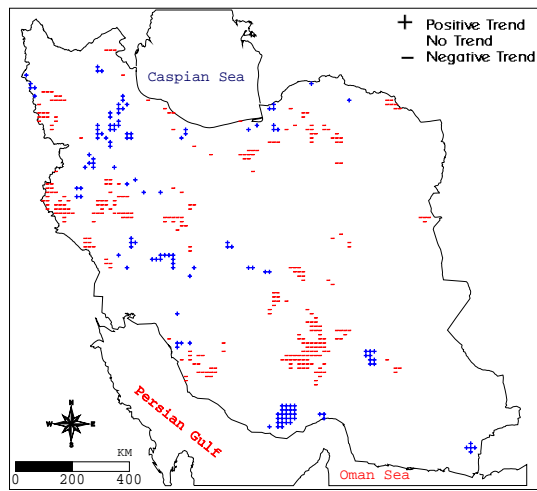 Positive Trend
No Trend
Negative Trend
Caspian Sea
Persian Gulf
N
W E
S
KM
0 200 400
Oman Sea